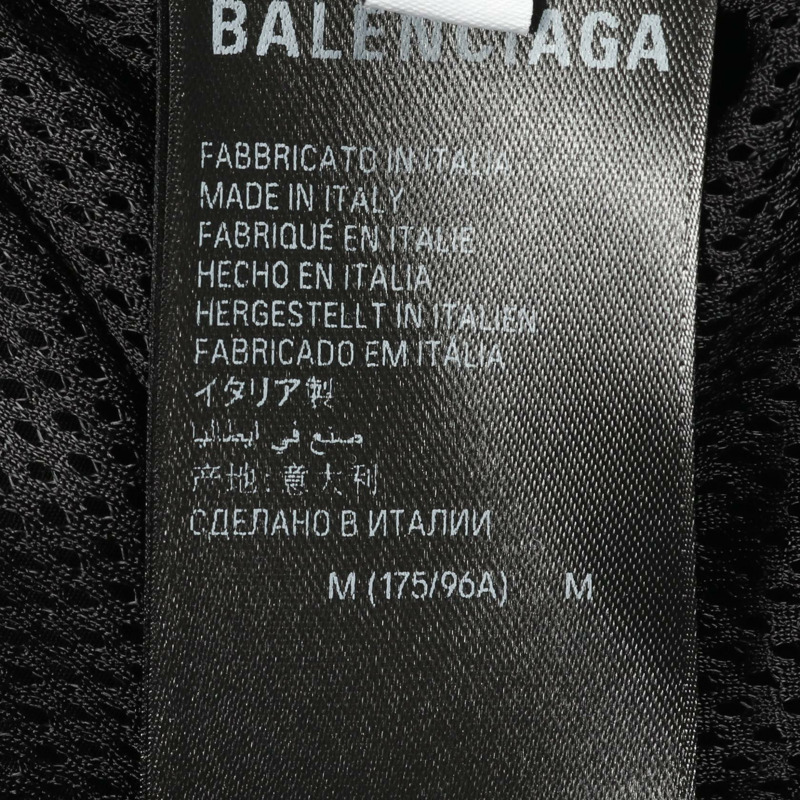 BALENCIAGA
FABBRICATO IN ITALIA
MADE IN ITALY
FABRIQUÉ EN ITALIE
HECHO EN ITALIA
HERGESTELLT IN ITALIEN
FABRICADO EM ITÁLIA
イタリア製
صنع في ايطاليا
产地:意大利
СДЕЛАНО В ИТАЛИИ
M (175/96A) M